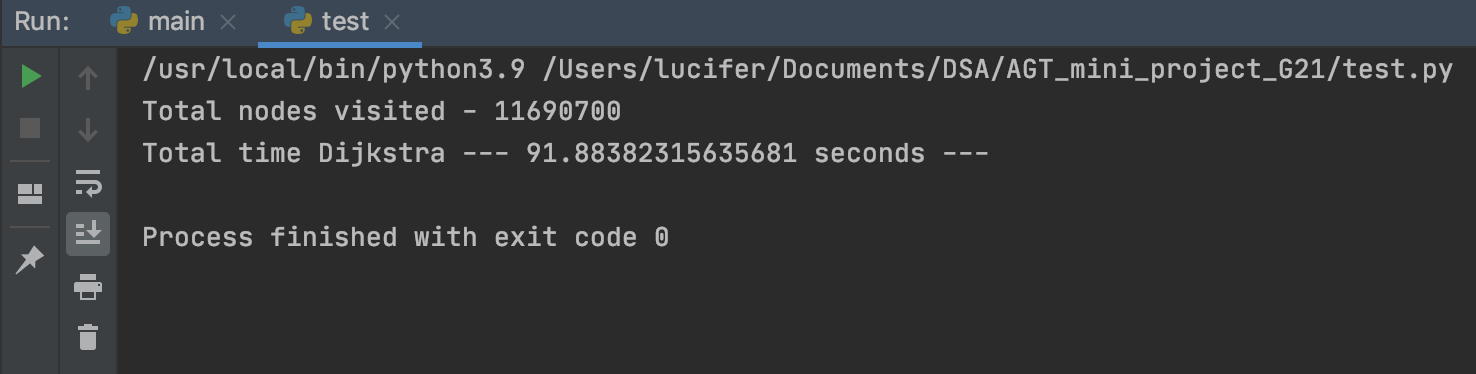 Run: main test
/usr/local/bin/python3.9 /Users/lucifer/Documents/DSA/AGT_mini_project_G21/test.py
Total nodes visited - 11690700
Total time Dijkstra --- 91.88382315635681 seconds ---
Process finished with exit code 0